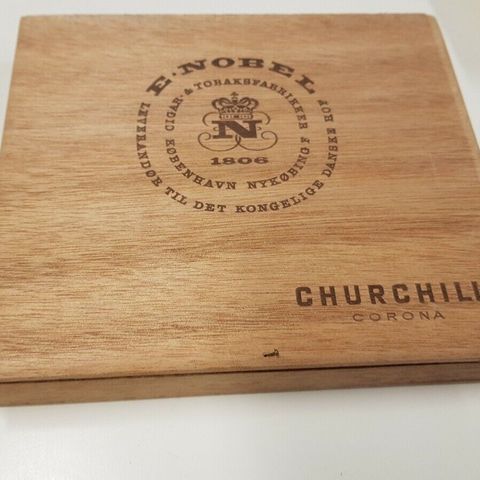 E·NOBEL
CIGAR- & TOBAKSFABRIKKER
N
1806
KØBENHAVN NYKØBING F
LEVERANDØR TIL DET KONGELIGE DANSKE HOF
CHURCHILL
CORONA